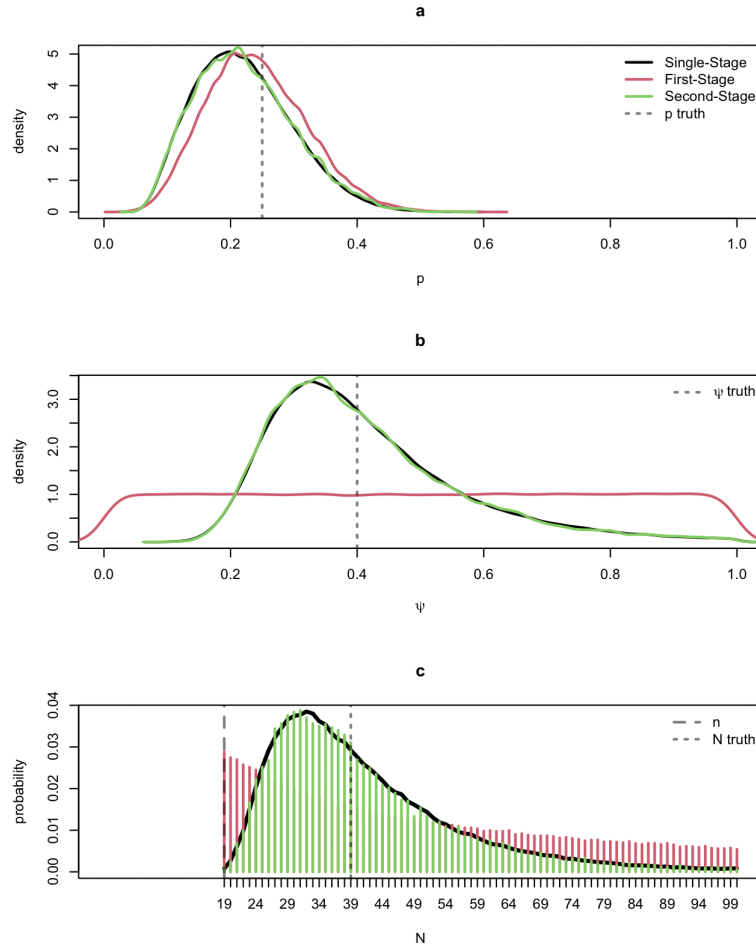 a
5
4
3
2
1
0
density
Single-Stage
First-Stage
Second-Stage
p truth
0.0 0.2 0.4 0.6 0.8 1.0
p
b
3.0
2.0
1.0
0.0
density
ψ truth
0.0 0.2 0.4 0.6 0.8 1.0
ψ
c
0.04
0.03
0.02
0.01
0.00
probability
n
N truth
19 24 29 34 39 44 49 54 59 64 69 74 79 84 89 94 99
N